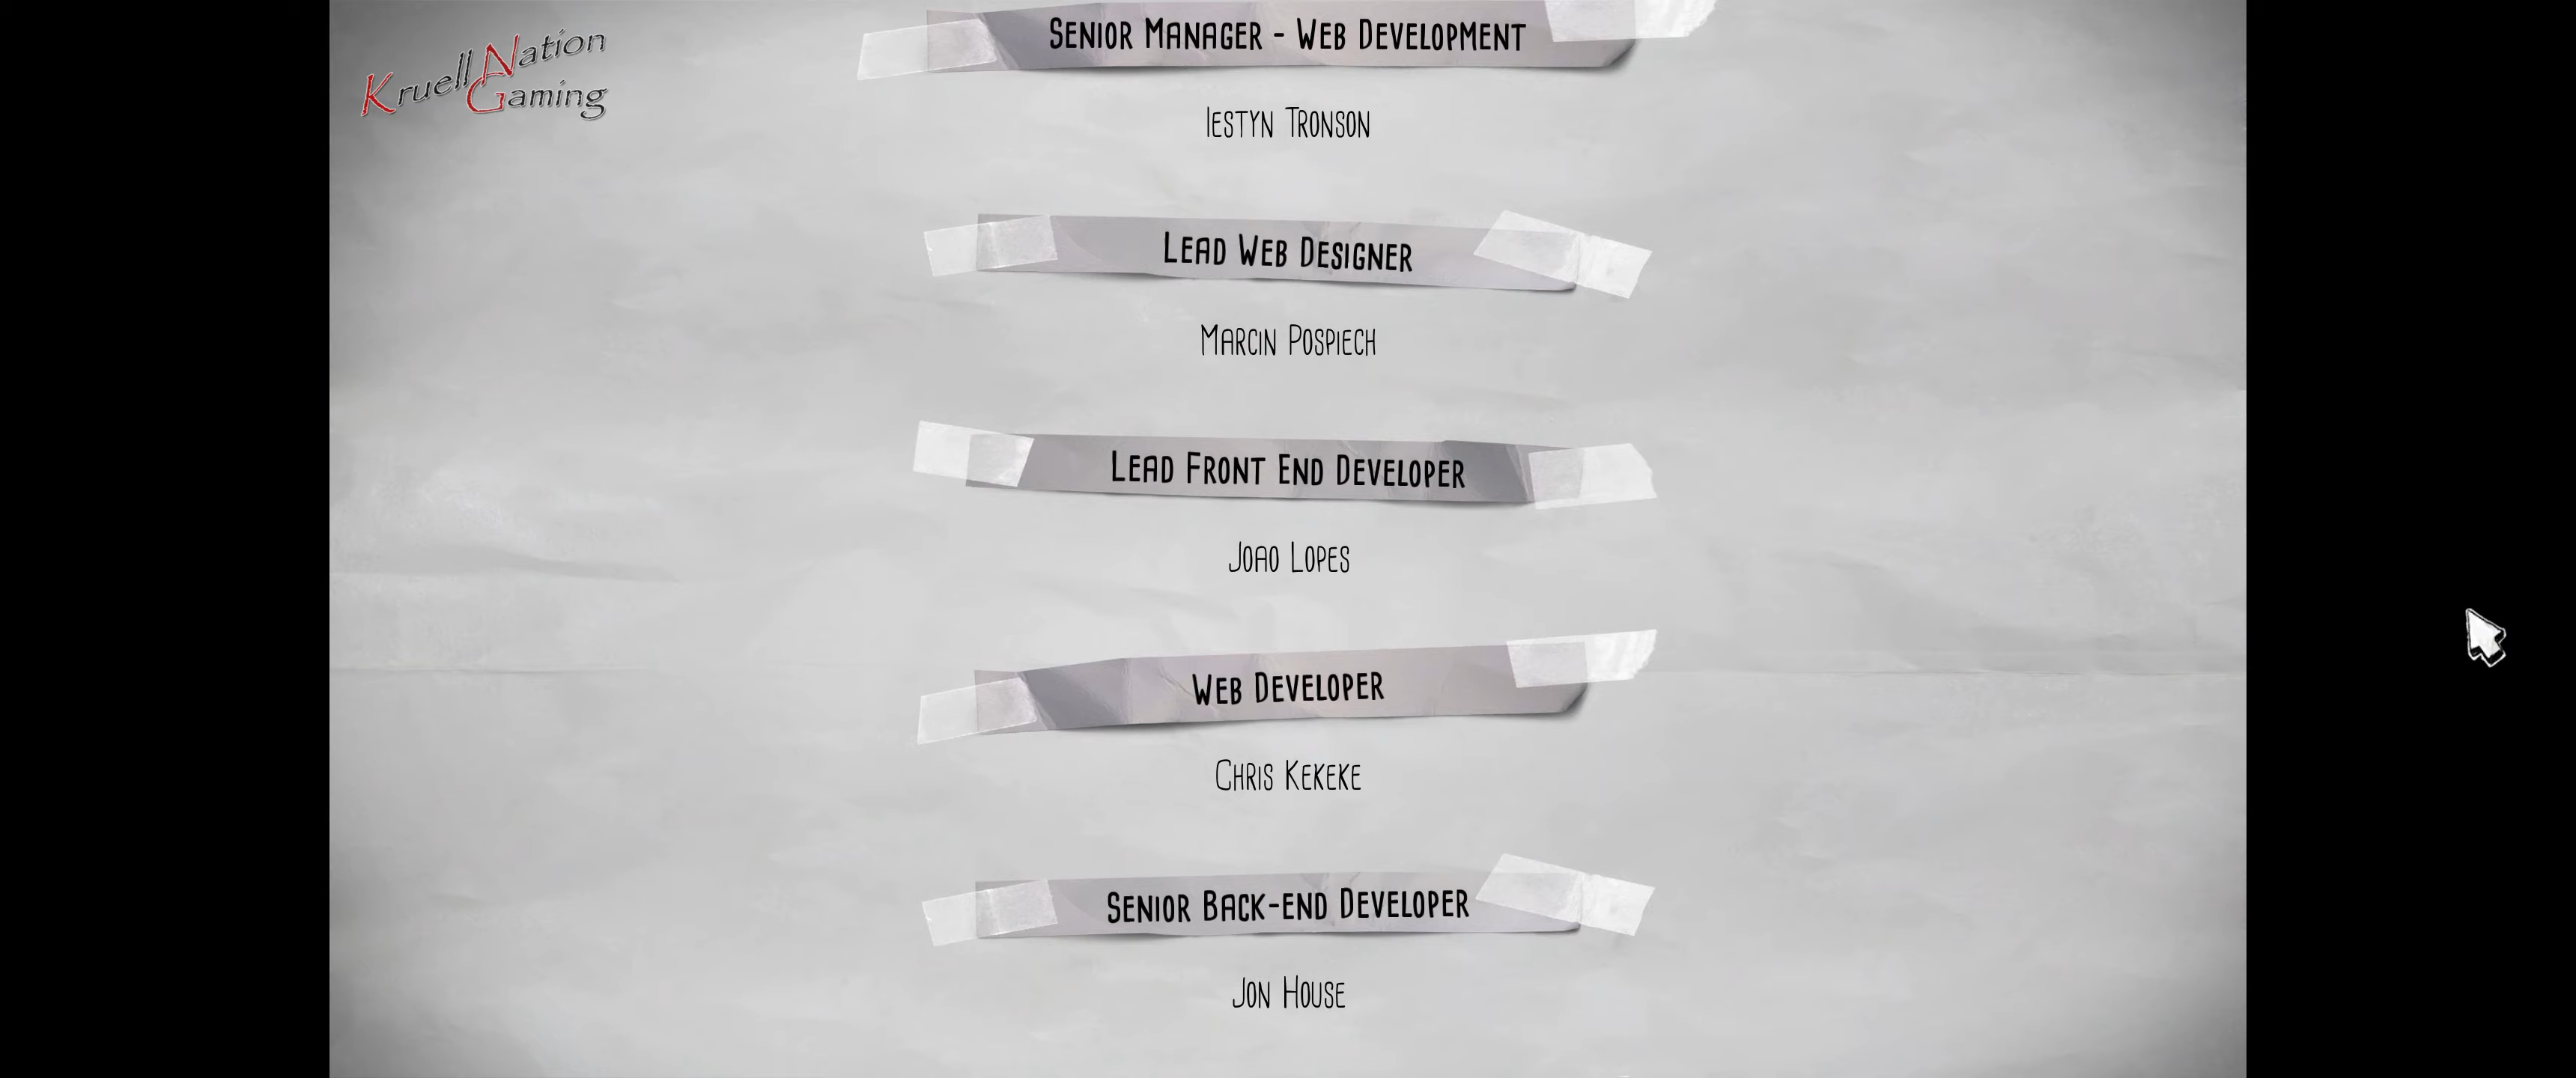 Kruell Nation
Gaming
Senior Manager - Web Development
Iestyn Tronson
Lead Web Designer
Marcin Pospiech
Lead Front End Developer
Joao Lopes
Web Developer
Chris Kekeke
Senior Back-end Developer
Jon House